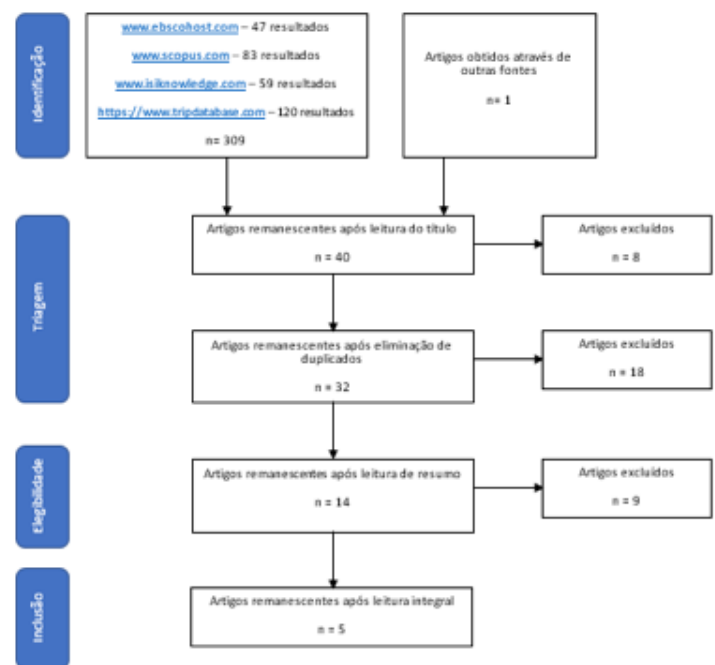 Identificação
www.ebscohost.com – 47 resultados
www.scopus.com – 83 resultados
www.isiknowledge.com – 59 resultados
https://www.tripdatabase.com – 120 resultados
n= 309
Artigos obtidos através de
outras fontes
n= 1
Triagem
Artigos remanescentes após leitura do título
n = 40
Artigos excluídos
n = 8
Artigos remanescentes após eliminação de
duplicados
n = 32
Artigos excluídos
n = 18
Elegibilidade
Artigos remanescentes após leitura de resumo
n = 14
Artigos excluídos
n = 9
Inclusão
Artigos remanescentes após leitura integral
n = 5